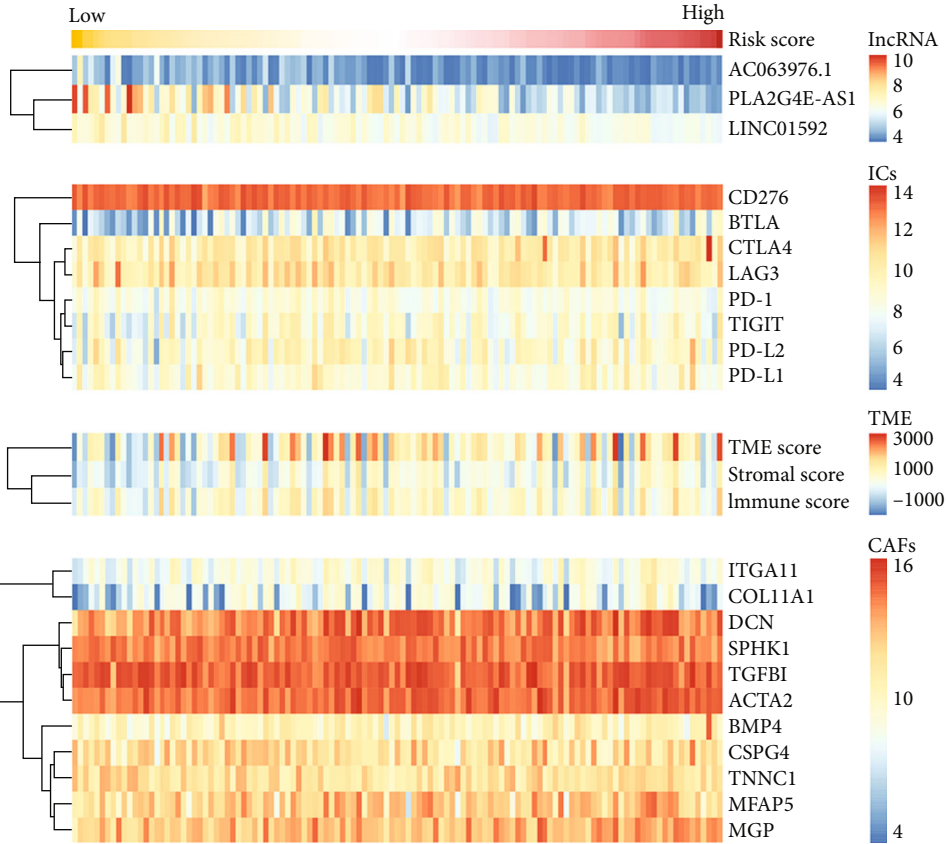 Low High
Risk score
AC063976.1
PLA2G4E-AS1
LINC01592
IncRNA
10
8
6
4
CD276
BTLA
CTLA4
LAG3
PD-1
TIGIT
PD-L2
PD-L1
ICs
14
12
10
8
6
4
TME score
Stromal score
Immune score
TME
3000
1000
−1000
ITGA11
COL11A1
DCN
SPHK1
TGFBI
ACTA2
BMP4
CSPG4
TNNC1
MFAP5
MGP
CAFs
16
10
4